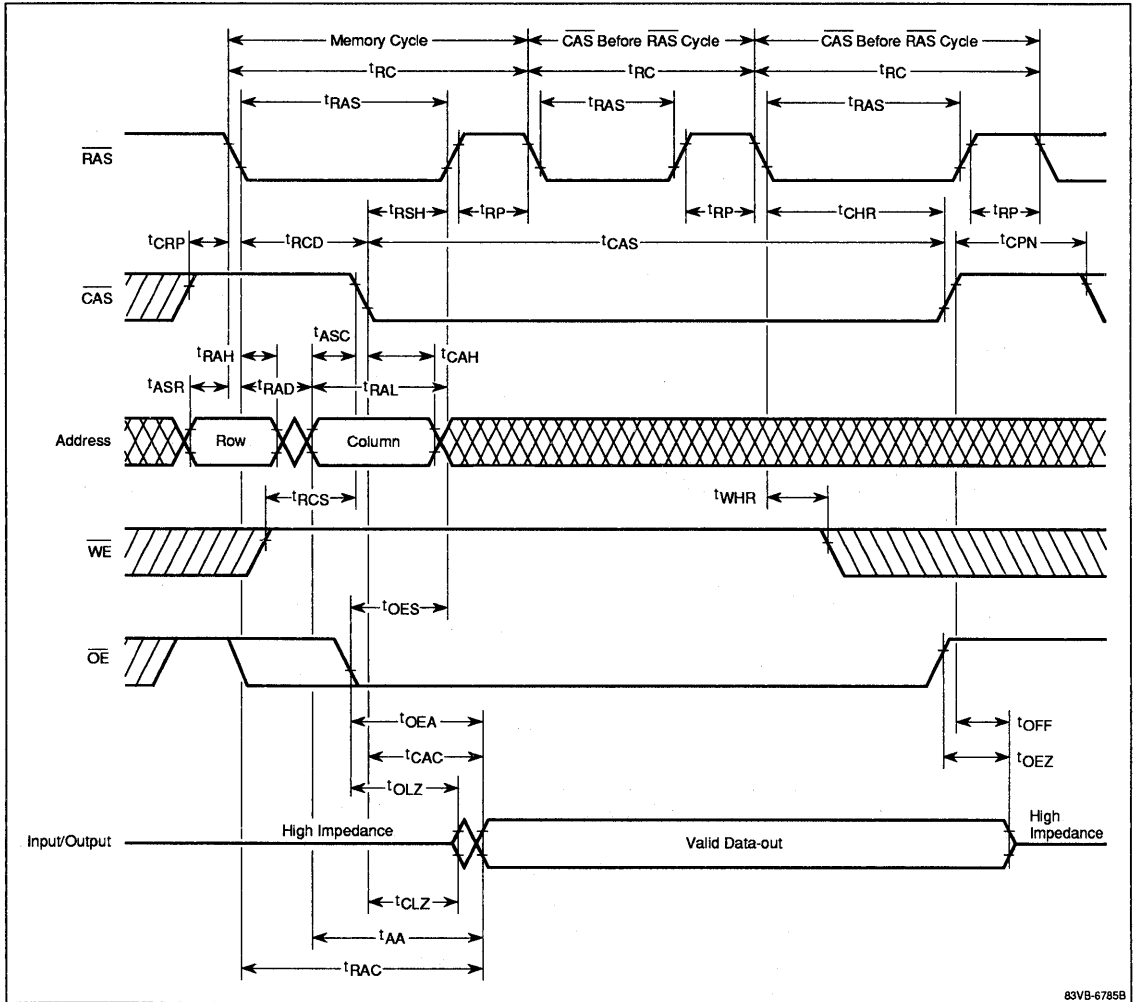 Memory Cycle
CAS Before RAS Cycle
CAS Before RAS Cycle
tRC
tRC
tRC
tRAS
tRAS
tRAS
RAS
tRSH
tRP
tRP
tCHR
tRP
tCRP
tRCD
tCAS
tCPN
CAS
tASC
tRAH
tCAH
tASR
tRAD
tRAL
Address
Row
Column
tRCS
tWHR
WE
tOES
OE
tOEA
tOFF
tCAC
tOEZ
tOLZ
High Impedance
High
Impedance
Input/Output
Valid Data-out
tCLZ
tAA
tRAC
83VB-6785B